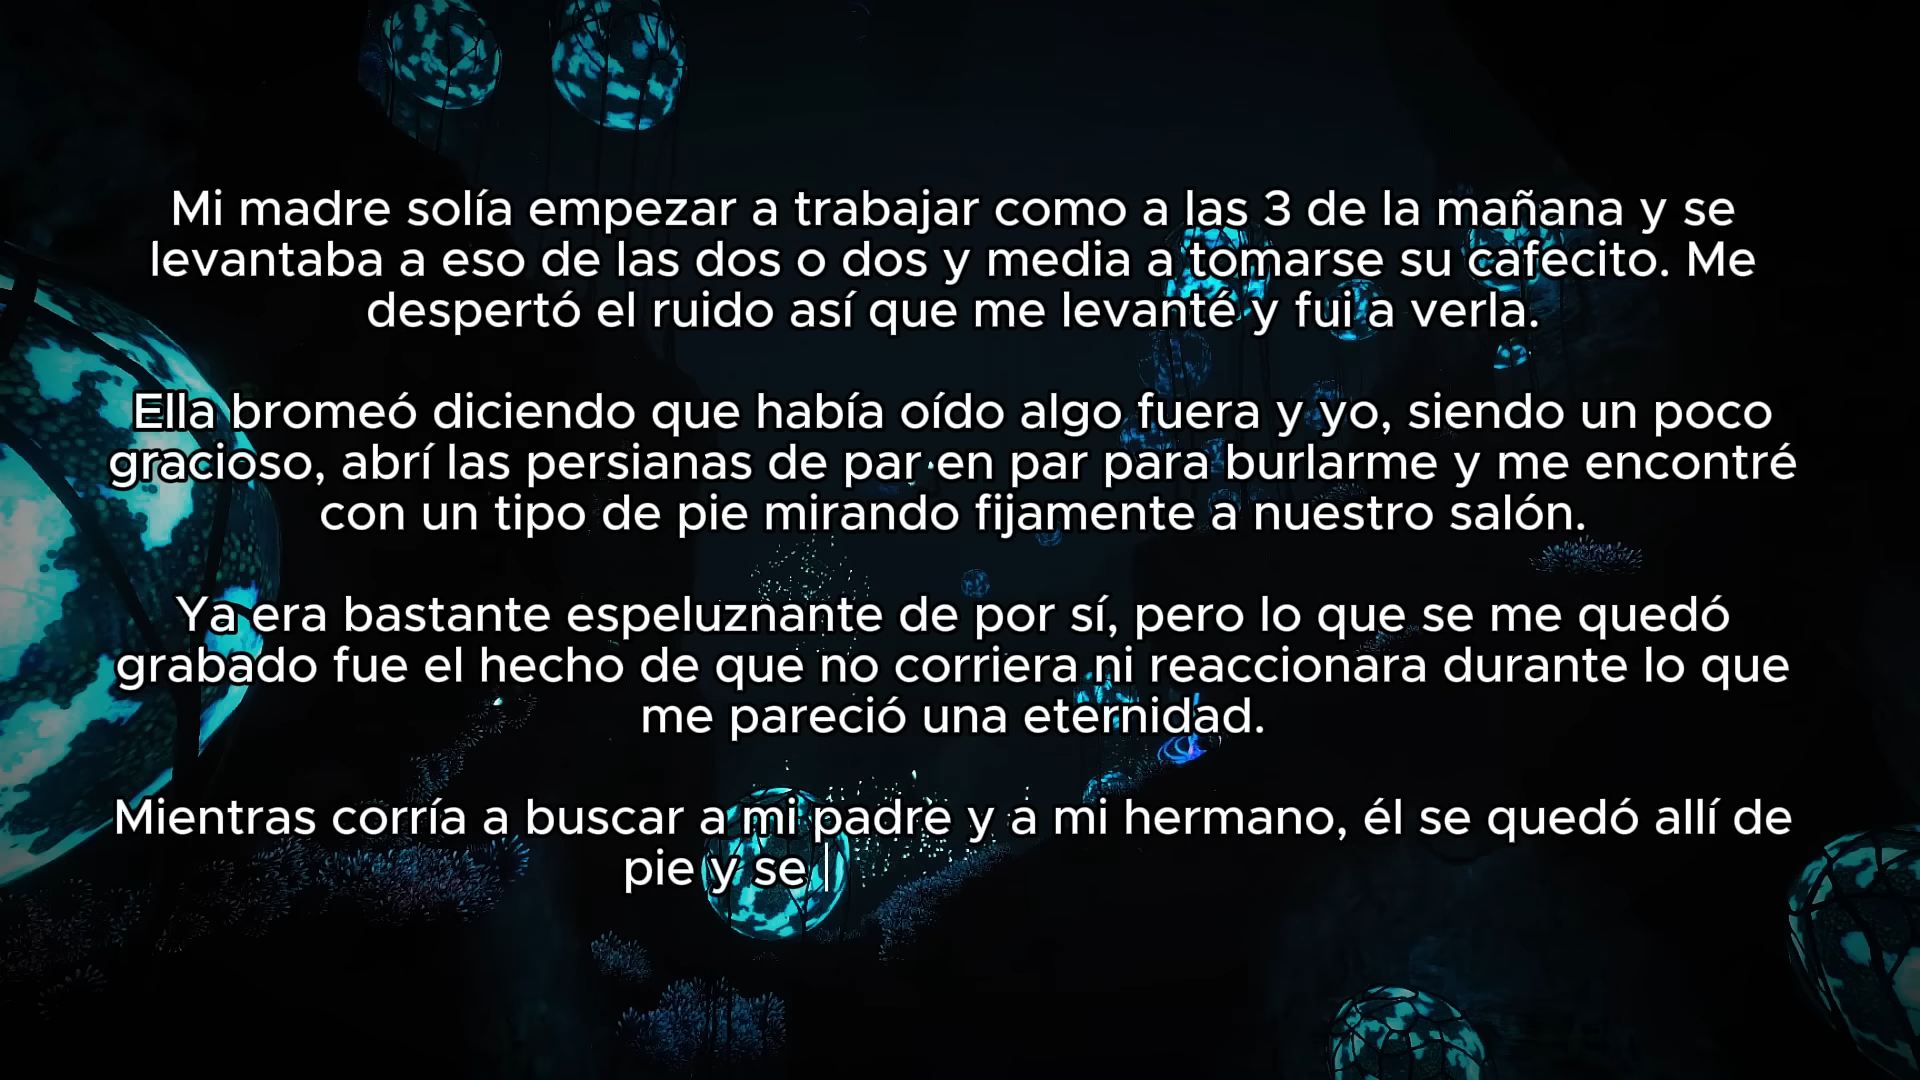 Mi madre solía empezar a trabajar como a las 3 de la mañana y se
levantaba a eso de las dos o dos y media a tomarse su cafecito. Me
despertó el ruido así que me levanté y fui a verla.
Ella bromeó diciendo que había oído algo fuera y yo, siendo un poco
gracioso, abrí las persianas de par en par para burlarme y me encontré
con un tipo de pie mirando fijamente a nuestro salón.
Ya era bastante espeluznante de por sí, pero lo que se me quedó
grabado fue el hecho de que no corriera ni reaccionara durante lo que
me pareció una eternidad.
Mientras corría a buscar a mi padre y a mi hermano, él se quedó allí de
pie y se